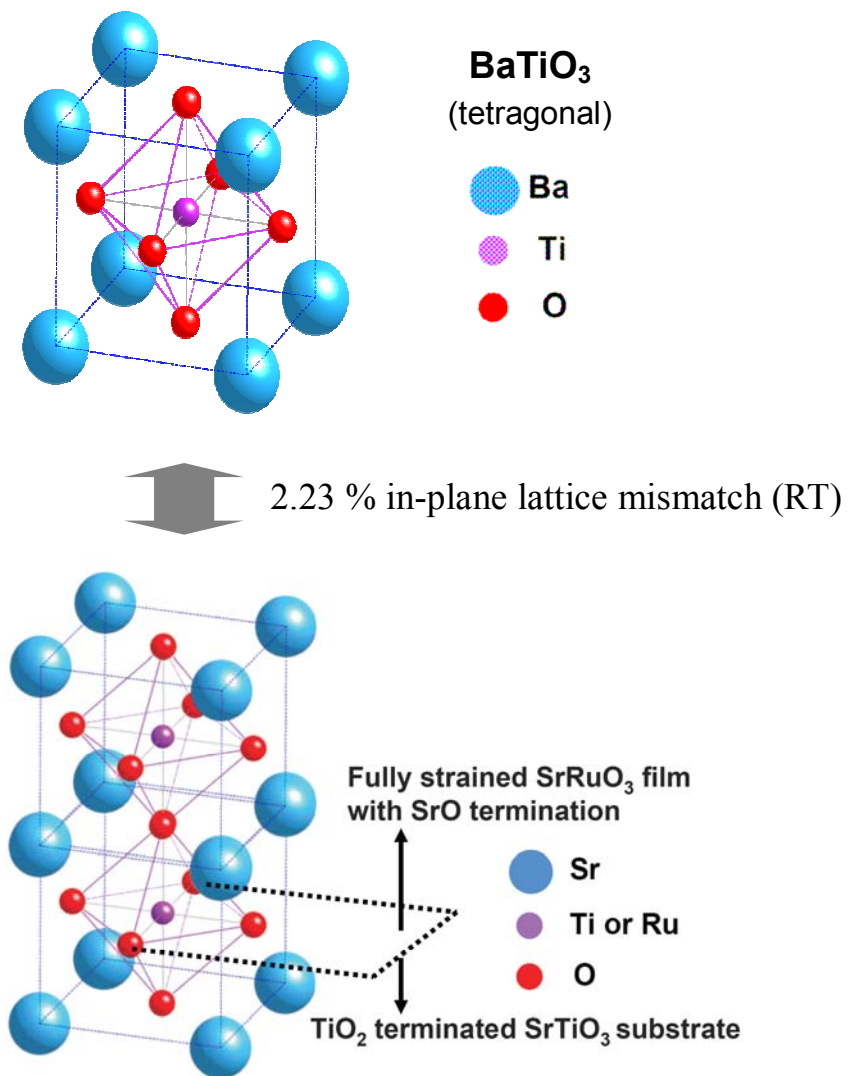 BaTiO₃
(tetragonal)
Ba
Ti
O
2.23 % in-plane lattice mismatch (RT)
Fully strained SrRuO₃ film
with SrO termination
Sr
Ti or Ru
O
TiO₂ terminated SrTiO₃ substrate